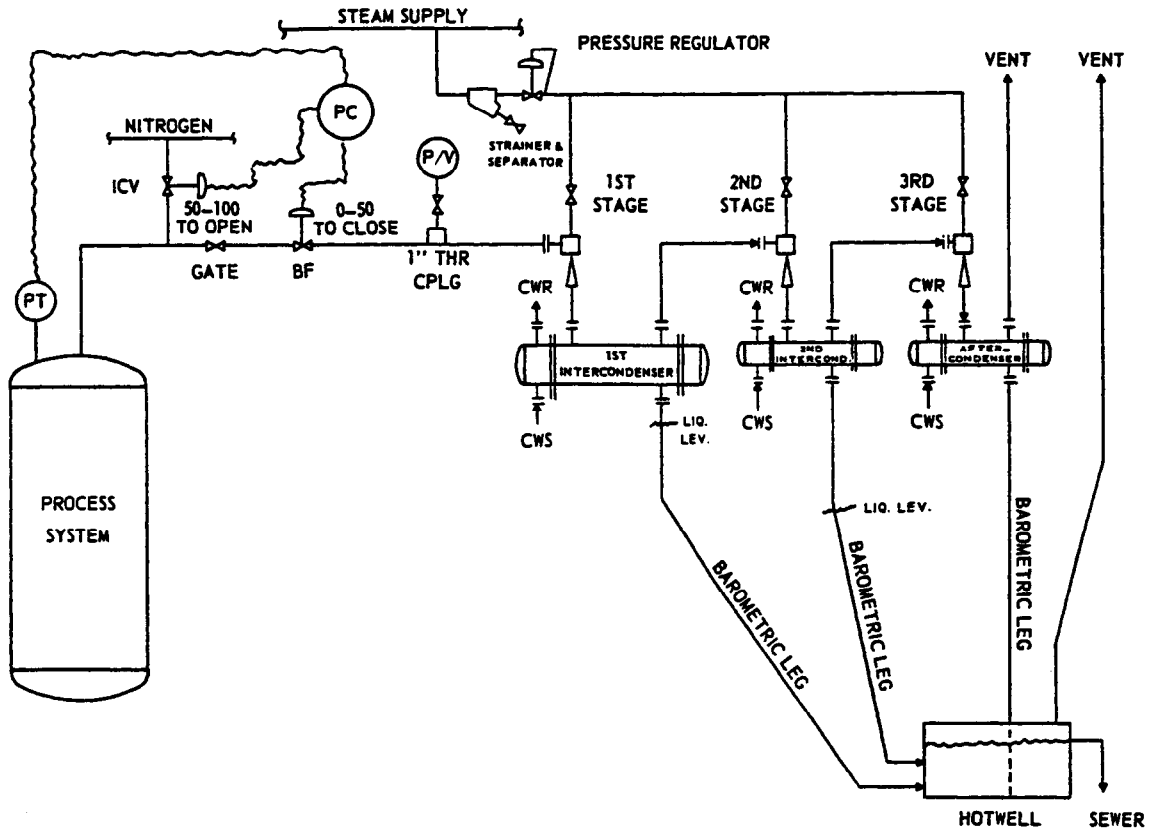 STEAM SUPPLY
PRESSURE REGULATOR
VENT
VENT
PC
NITROGEN
STRAINER &
SEPARATOR
P/V
ICV
50-100
TO OPEN
0-50
TO CLOSE
1ST
STAGE
2ND
STAGE
3RD
STAGE
GATE
BF
1" THR
CPLG
PT
CWR
CWR
CWR
1ST
INTERCONDENSER
2ND
INTERCOND.
AFTER-
CONDENSER
CWS
LIQ.
LEV.
CWS
CWS
PROCESS
SYSTEM
LIQ. LEV.
BAROMETRIC LEG
BAROMETRIC LEG
BAROMETRIC LEG
HOTWELL
SEWER